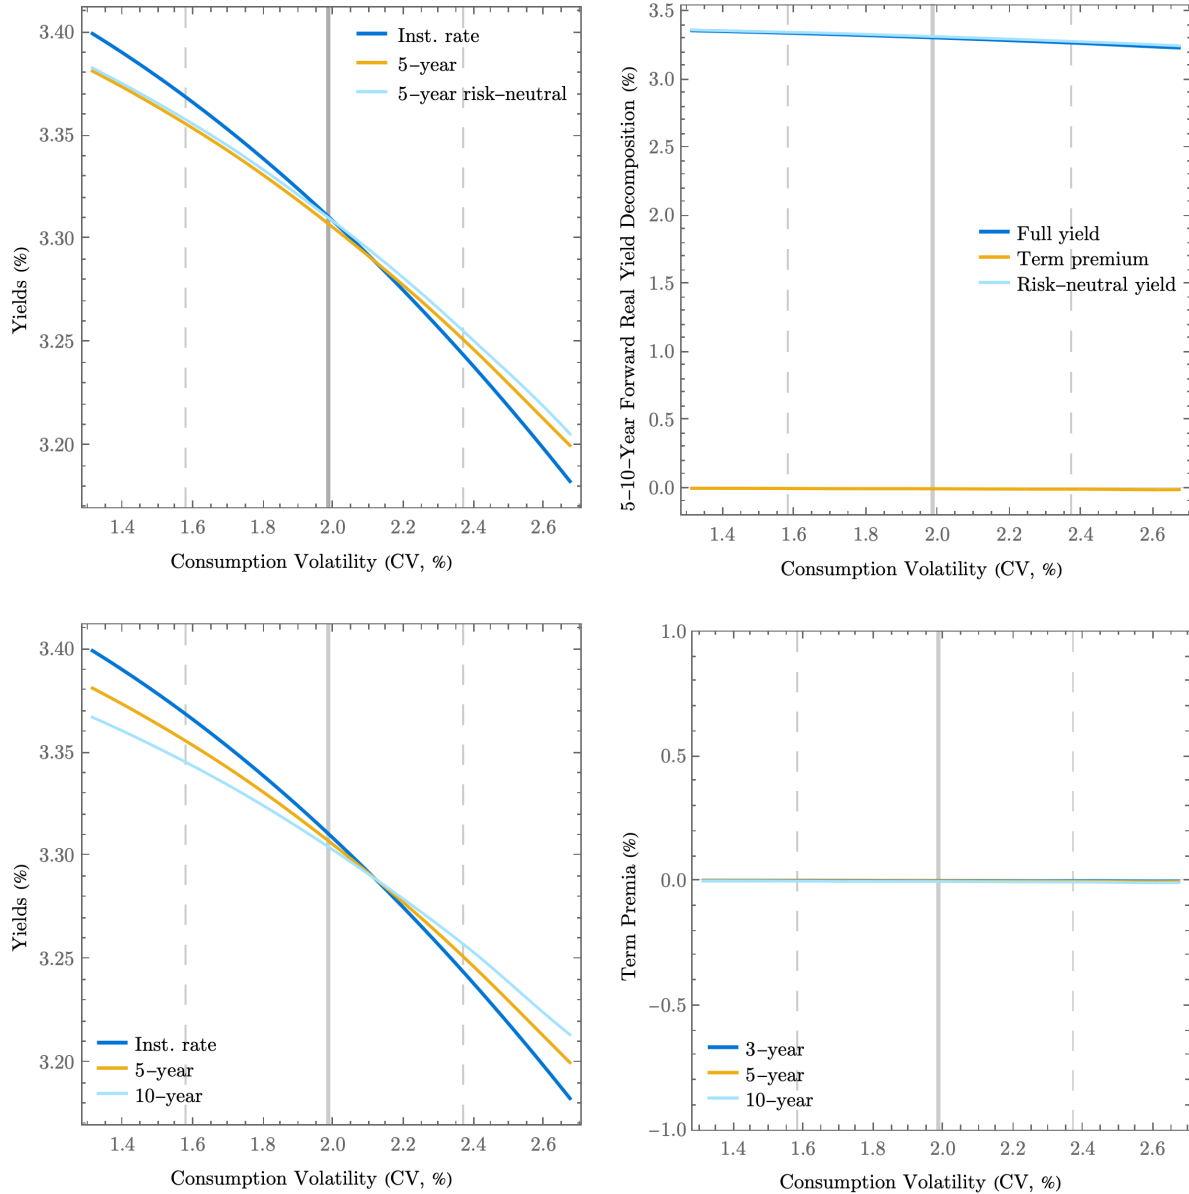 3.40
3.35
3.30
3.25
3.20
Yields (%)
Inst. rate
5–year
5–year risk–neutral
1.4 1.6 1.8 2.0 2.2 2.4 2.6
Consumption Volatility (CV, %)
3.5
3.0
2.5
2.0
1.5
1.0
0.5
0.0
5–10–Year Forward Real Yield Decomposition (%)
Full yield
Term premium
Risk–neutral yield
1.4 1.6 1.8 2.0 2.2 2.4 2.6
Consumption Volatility (CV, %)
3.40
3.35
3.30
3.25
3.20
Yields (%)
Inst. rate
5–year
10–year
1.4 1.6 1.8 2.0 2.2 2.4 2.6
Consumption Volatility (CV, %)
1.0
0.5
0.0
−0.5
−1.0
Term Premia (%)
3–year
5–year
10–year
1.4 1.6 1.8 2.0 2.2 2.4 2.6
Consumption Volatility (CV, %)